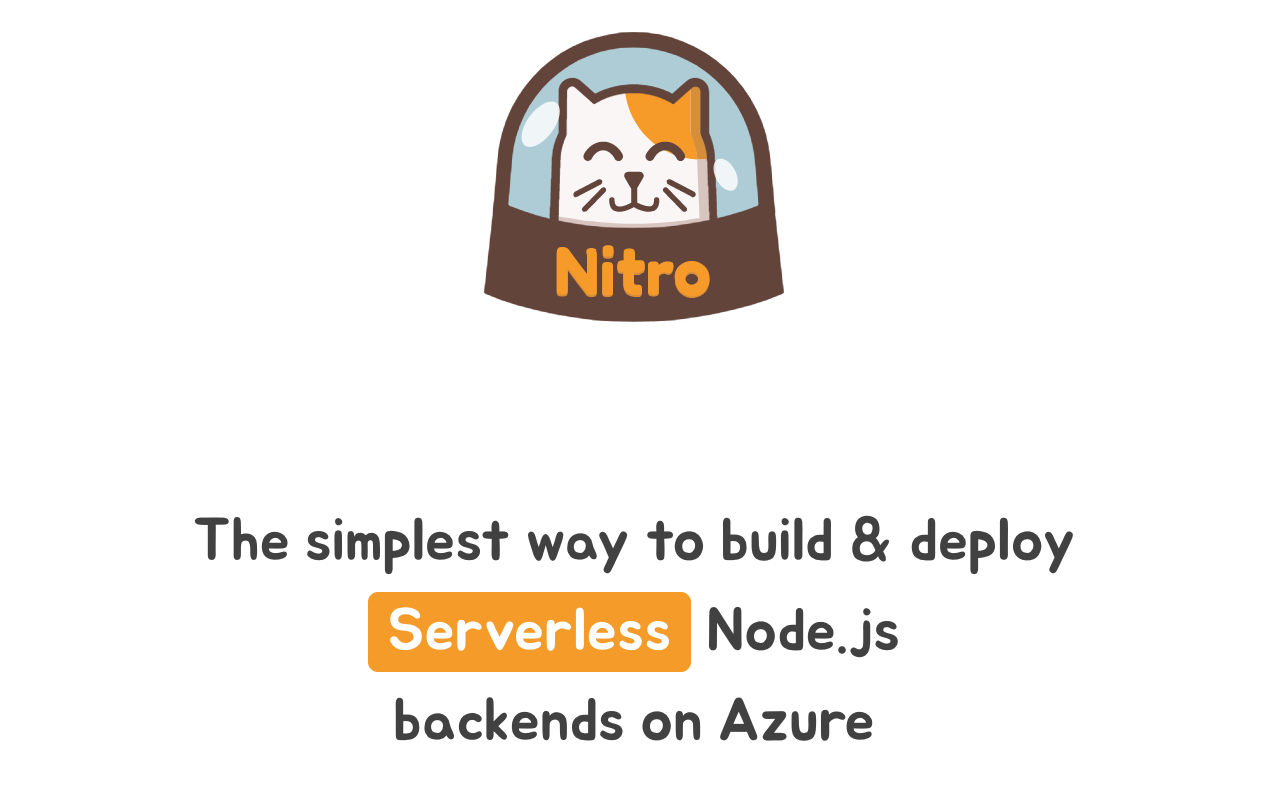 Nitro
The simplest way to build & deploy
Serverless Node.js
backends on Azure